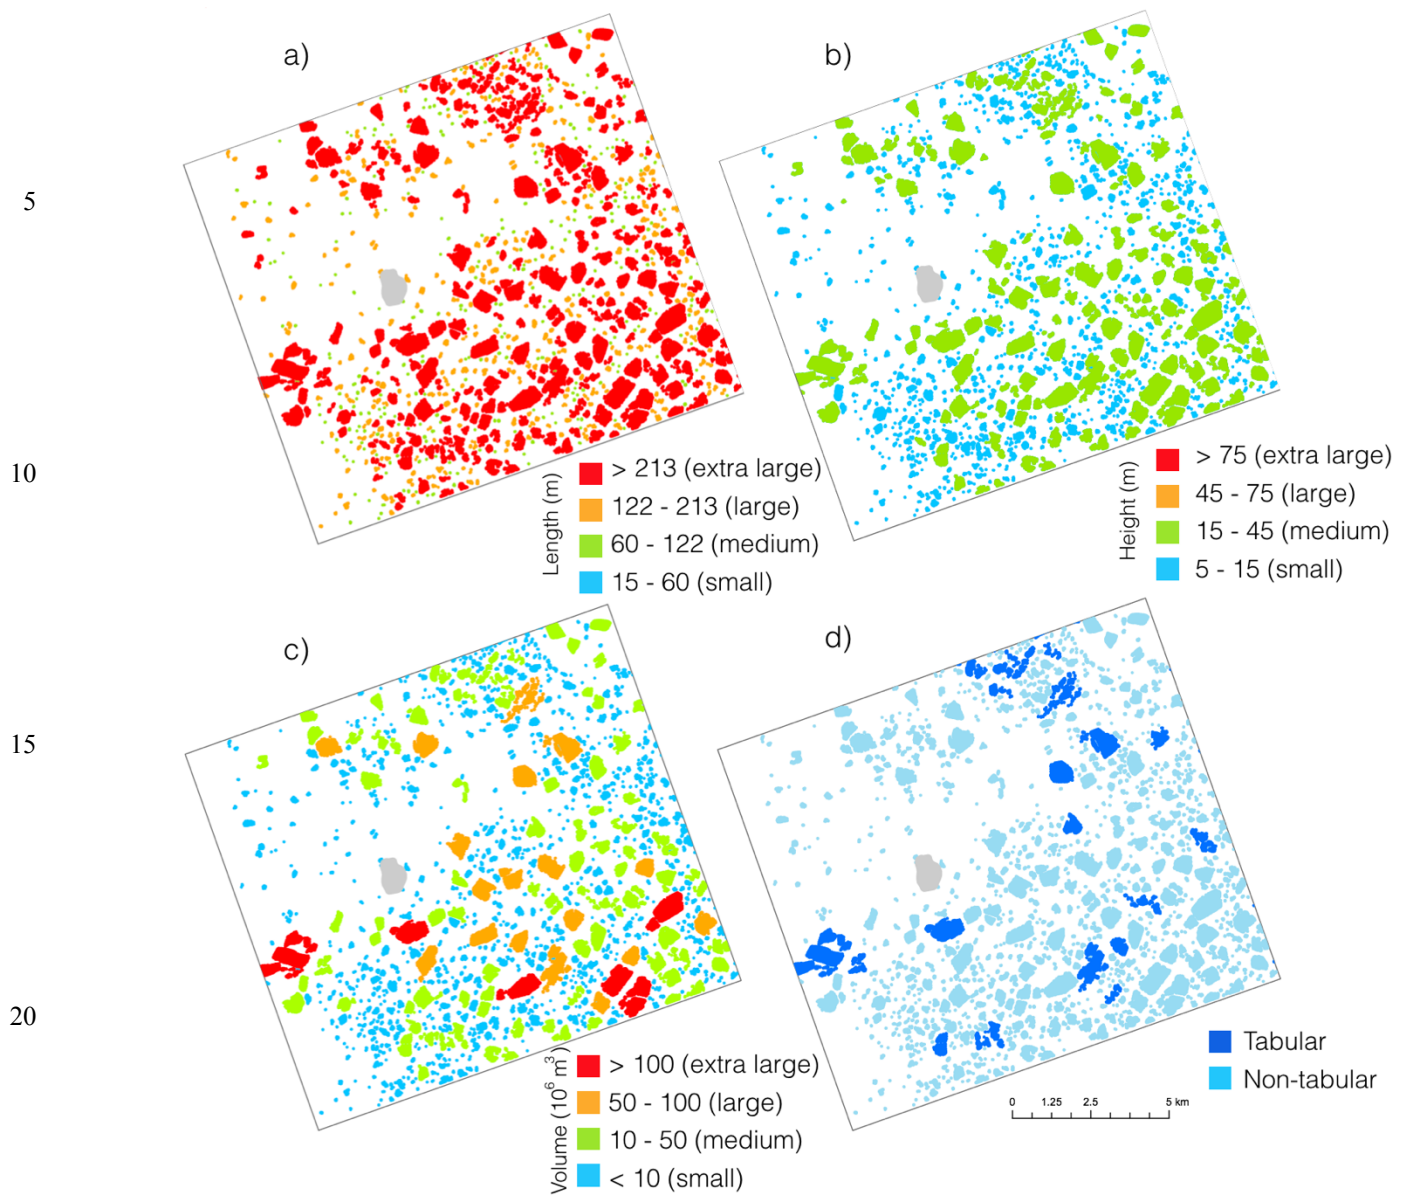 a)
b)
5
10
Length (m)
> 213 (extra large)
122 - 213 (large)
60 - 122 (medium)
15 - 60 (small)
Height (m)
> 75 (extra large)
45 - 75 (large)
15 - 45 (medium)
5 - 15 (small)
c)
d)
15
20
Volume (10⁶ m³)
> 100 (extra large)
50 - 100 (large)
10 - 50 (medium)
< 10 (small)
Tabular
Non-tabular
0 1.25 2.5 5 km